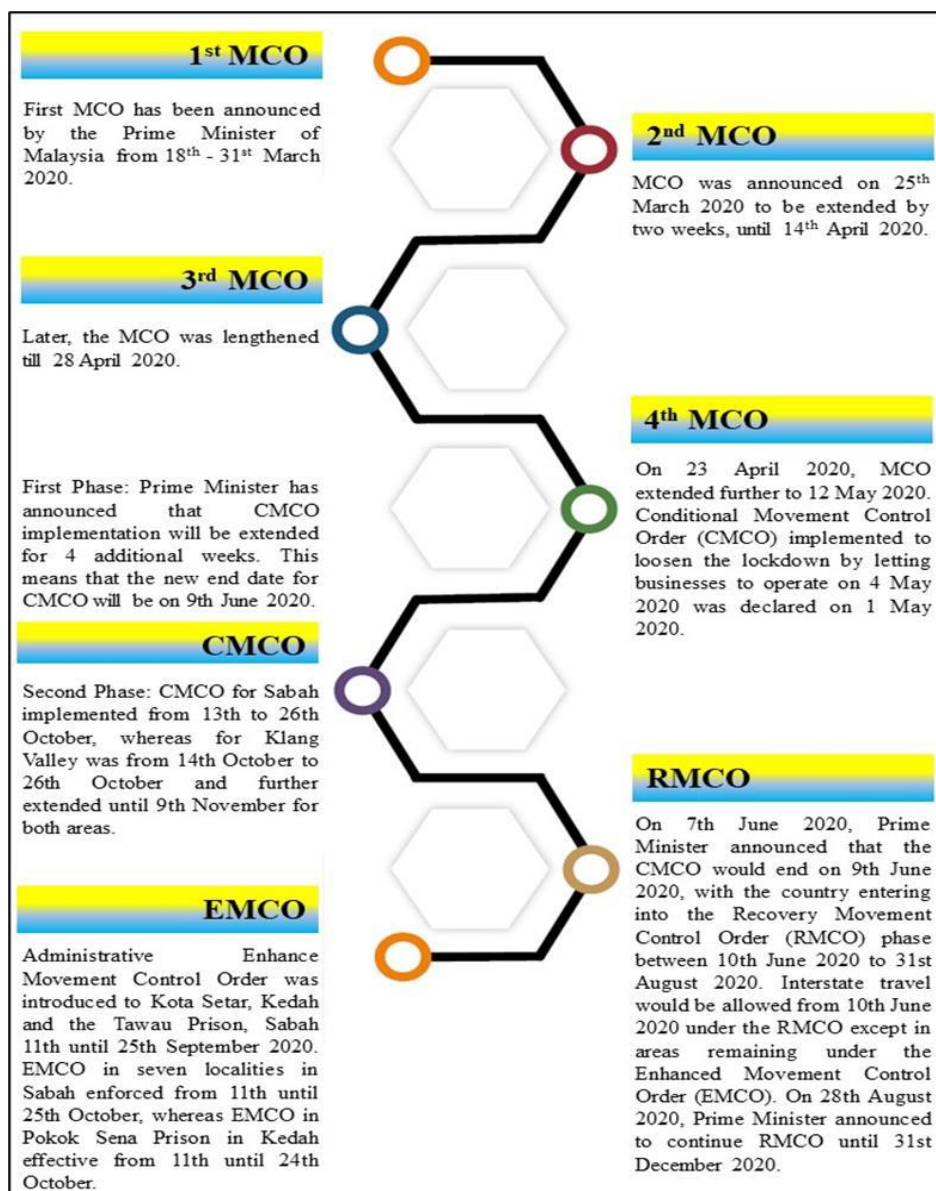 1st MCO
First MCO has been announced
by the Prime Minister of
Malaysia from 18th - 31st March
2020.
2nd MCO
MCO was announced on 25th
March 2020 to be extended by
two weeks, until 14th April 2020.
3rd MCO
Later, the MCO was lengthened
till 28 April 2020.
4th MCO
On 23 April 2020, MCO
extended further to 12 May 2020.
Conditional Movement Control
Order (CMCO) implemented to
loosen the lockdown by letting
businesses to operate on 4 May
2020 was declared on 1 May
2020.
First Phase: Prime Minister has
announced that CMCO
implementation will be extended
for 4 additional weeks. This
means that the new end date for
CMCO will be on 9th June 2020.
CMCO
Second Phase: CMCO for Sabah
implemented from 13th to 26th
October, whereas for Klang
Valley was from 14th October to
26th October and further
extended until 9th November for
both areas.
RMCO
On 7th June 2020, Prime
Minister announced that the
CMCO would end on 9th June
2020, with the country entering
into the Recovery Movement
Control Order (RMCO) phase
between 10th June 2020 to 31st
August 2020. Interstate travel
would be allowed from 10th June
2020 under the RMCO except in
areas remaining under the
Enhanced Movement Control
Order (EMCO). On 28th August
2020, Prime Minister announced
to continue RMCO until 31st
December 2020.
EMCO
Administrative Enhance
Movement Control Order was
introduced to Kota Setar, Kedah
and the Tawau Prison, Sabah
11th until 25th September 2020.
EMCO in seven localities in
Sabah enforced from 11th until
25th October, whereas EMCO in
Pokok Sena Prison in Kedah
effective from 11th until 24th
October.